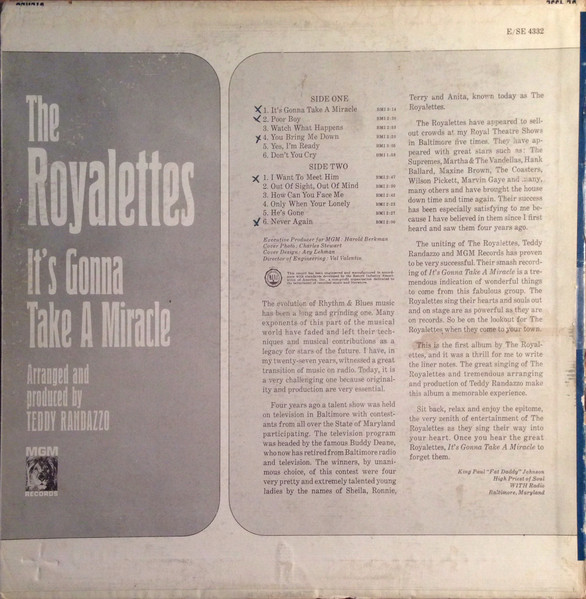 E/SE 4332
The
Royalettes
It's Gonna
Take A Miracle
Arranged and
produced by
TEDDY RANDAZZO
MGM
RECORDS
SIDE ONE
1. It's Gonna Take A Miracle
2. Poor Boy
3. Watch What Happens
4. You Bring Me Down
5. Yes, I'm Ready
6. Don't You Cry
SIDE TWO
1. I Want To Meet Him
2. Out Of Sight, Out Of Mind
3. How Can You Face Me
4. Only When Your Lonely
5. He's Gone
6. Never Again
Executive Producer for MGM: Harold Berkman
Cover Photo: Charles Stewart
Cover Design: Acy Lehman
Director of Engineering: Val Valentin
The evolution of Rhythm & Blues music
has been a long and grinding one. Many
exponents of this part of the musical
world have faded and left their tech-
niques and musical contributions as a
legacy for stars of the future. I have, in
my twenty-seven years, witnessed a great
transition of music on radio. Today, it is
a very challenging one because original-
ity and production are very essential.
Four years ago a talent show was held
on television in Baltimore with contest-
ants from all over the State of Maryland
participating. The television program
was headed by the famous Buddy Deane,
who now has retired from Baltimore radio
and television. The winners, by unani-
mous choice, of this contest were four
very pretty and extremely talented young
ladies by the names of Sheila, Ronnie,
Terry and Anita, known today as The
Royalettes.
The Royalettes have appeared to sell-
out crowds at my Royal Theatre Shows
in Baltimore five times. They have ap-
peared with great stars such as: The
Supremes, Martha & The Vandellas, Hank
Ballard, Maxine Brown, The Coasters,
Wilson Pickett, Marvin Gaye and many,
many others and have brought the house
down time and time again. Their success
has been especially satisfying to me be-
cause I have believed in them since I first
heard and saw them four years ago.
The uniting of The Royalettes, Teddy
Randazzo and MGM Records has proven
to be very successful. Their smash record-
ing of It's Gonna Take A Miracle is a tre-
mendous indication of wonderful things
to come from this fabulous group. The
Royalettes sing their hearts and souls out
and on stage are as powerful as they are
on records. So be on the lookout for The
Royalettes when they come to your town.
This is the first album by The Royal-
ettes, and it was a thrill for me to write
the liner notes. The great singing of The
Royalettes and tremendous arranging
and production of Teddy Randazzo make
this album a memorable experience.
Sit back, relax and enjoy the epitome,
the very zenith of entertainment of The
Royalettes as they sing their way into
your heart. Once you hear the great
Royalettes, It's Gonna Take A Miracle to
forget them.
King Paul "Fat Daddy" Johnson
High Priest of Soul
WITH Radio
Baltimore, Maryland